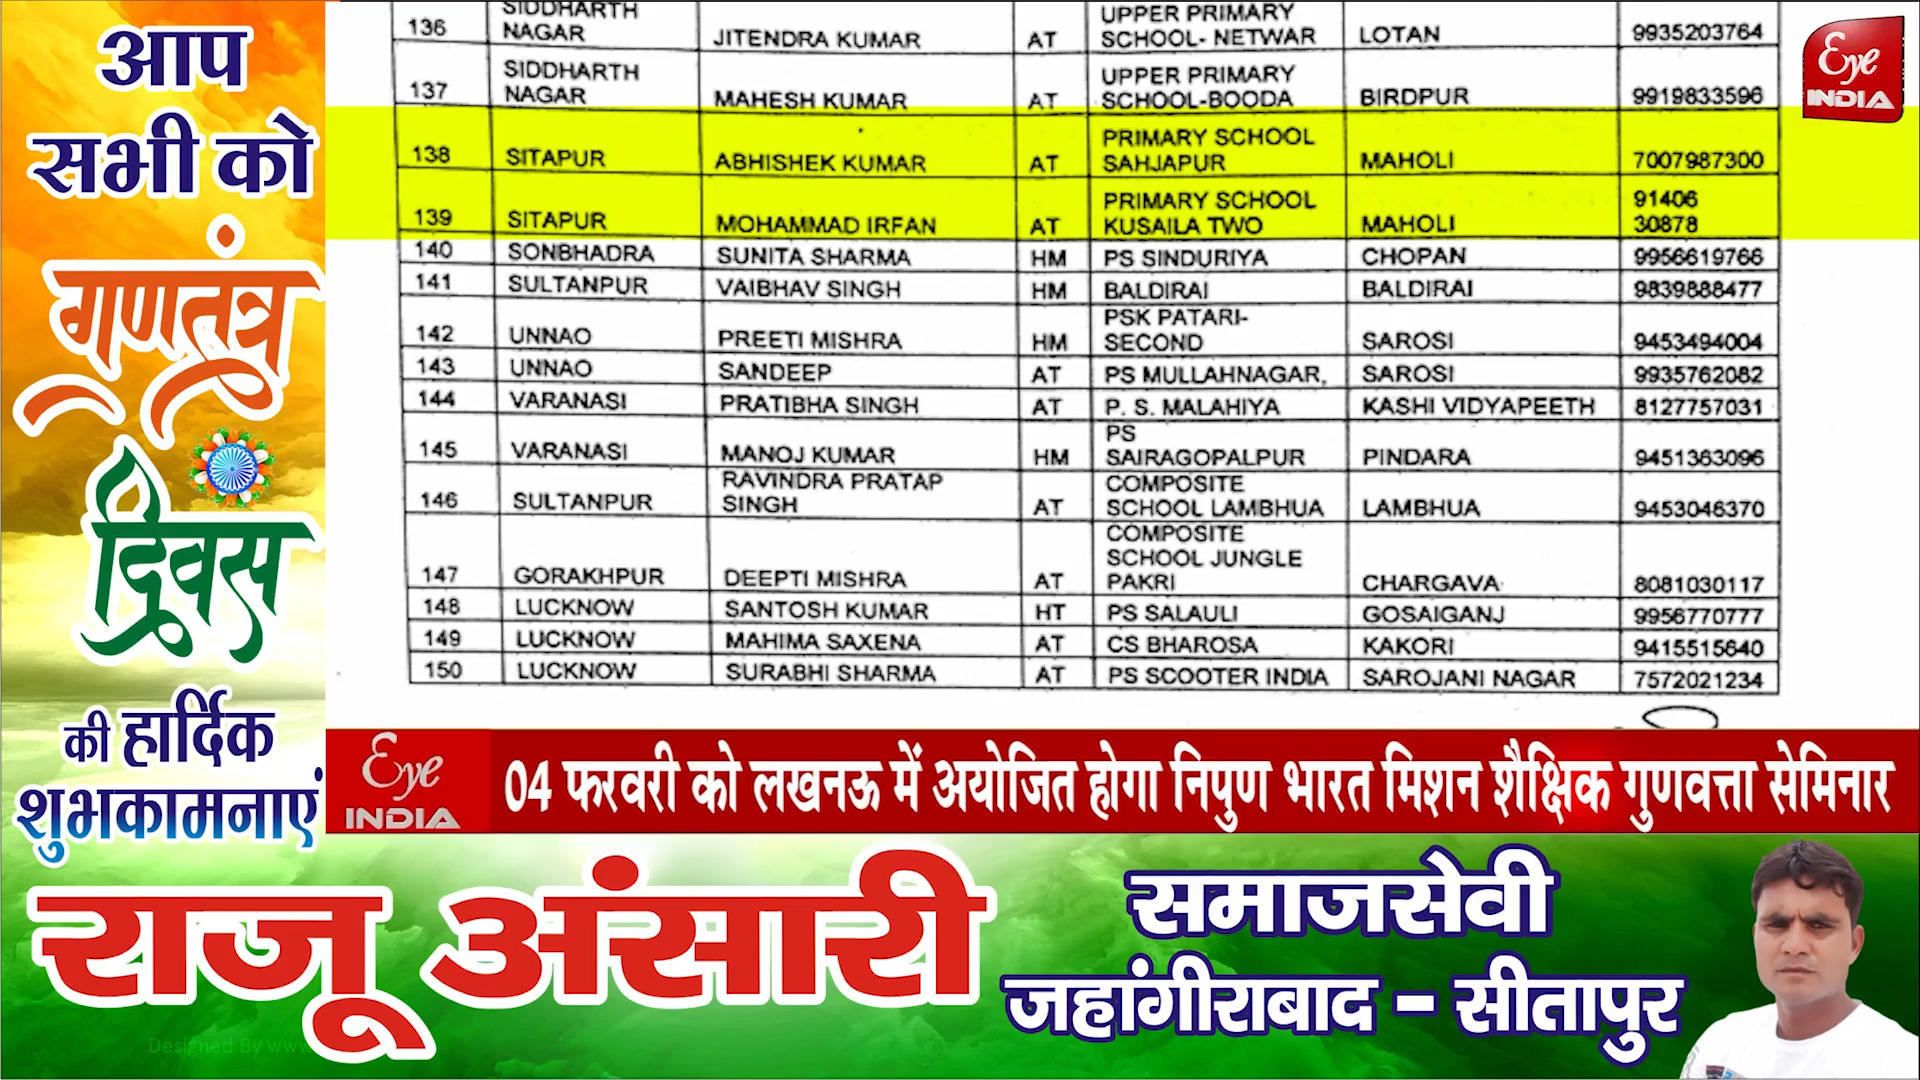 आप
सभी को
गणतंत्र
दिवस
की हार्दिक
शुभकामनाएं
136 SIDDHARTH NAGAR JITENDRA KUMAR AT UPPER PRIMARY SCHOOL- NETWAR LOTAN 9935203764
137 SIDDHARTH NAGAR MAHESH KUMAR AT UPPER PRIMARY SCHOOL-BOODA BIRDPUR 9919833596
138 SITAPUR ABHISHEK KUMAR AT PRIMARY SCHOOL SAHJAPUR MAHOLI 7007987300
139 SITAPUR MOHAMMAD IRFAN AT PRIMARY SCHOOL KUSAILA TWO MAHOLI 91406 30878
140 SONBHADRA SUNITA SHARMA HM PS SINDURIYA CHOPAN 9956619766
141 SULTANPUR VAIBHAV SINGH HM BALDIRAI BALDIRAI 9839888477
142 UNNAO PREETI MISHRA HM PSK PATARI- SECOND SAROSI 9453494004
143 UNNAO SANDEEP AT PS MULLAHNAGAR, SAROSI 9935762082
144 VARANASI PRATIBHA SINGH AT P. S. MALAHIYA KASHI VIDYAPEETH 8127757031
145 VARANASI MANOJ KUMAR HM PS SAIRAGOPALPUR PINDARA 9451363096
146 SULTANPUR RAVINDRA PRATAP SINGH AT COMPOSITE SCHOOL LAMBHUA LAMBHUA 9453046370
147 GORAKHPUR DEEPTI MISHRA AT COMPOSITE SCHOOL JUNGLE PAKRI CHARGAVA 8081030117
148 LUCKNOW SANTOSH KUMAR HT PS SALAULI GOSAIGANJ 9956770777
149 LUCKNOW MAHIMA SAXENA AT CS BHAROSA KAKORI 9415515640
150 LUCKNOW SURABHI SHARMA AT PS SCOOTER INDIA SAROJANI NAGAR 7572021234
Eye
INDIA
Eye
INDIA
04 फरवरी को लखनऊ में अयोजित होगा निपुण भारत मिशन शैक्षिक गुणवत्ता सेमिनार
राजू अंसारी
समाजसेवी
जहांगीराबाद - सीतापुर
Designed By